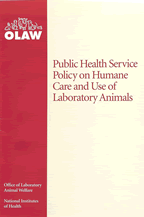 OLAW
Public Health Service
Policy on Humane
Care and Use of
Laboratory Animals
Office of Laboratory
Animal Welfare
National Institutes
of Health